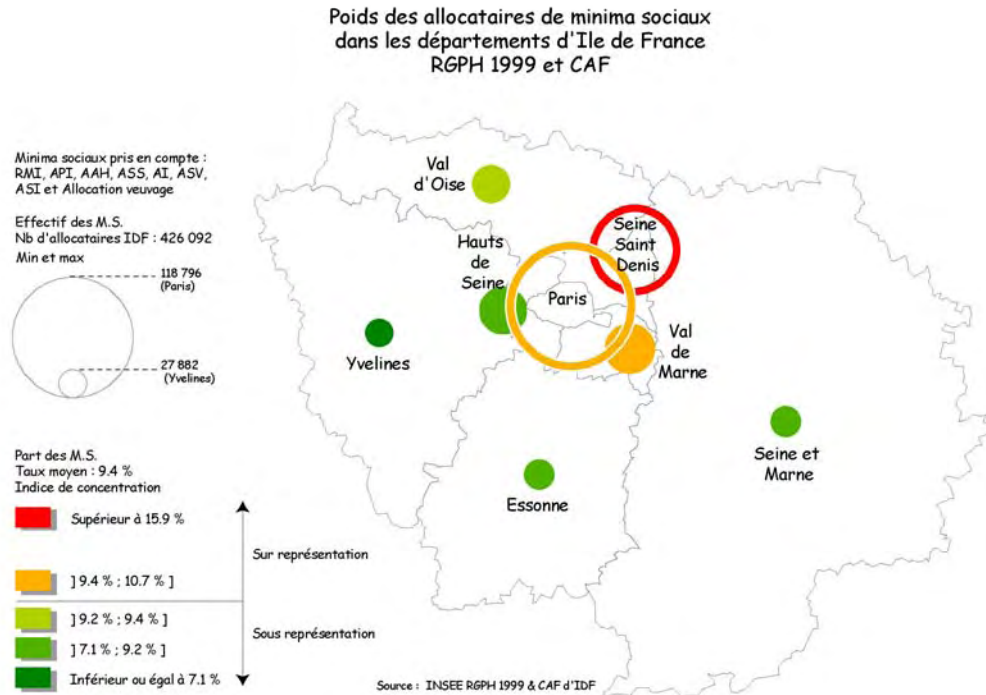 Poids des allocataires de minima sociaux
dans les départements d'Ile de France
RGPH 1999 et CAF
Minima sociaux pris en compte :
RMI, API, AAH, ASS, AI, ASV,
ASI et Allocation veuvage
Effectif des M.S.
Nb d'allocataires IDF : 426 092
Min et max
118 796
(Paris)
27 882
(Yvelines)
Val
d'Oise
Seine
Saint
Denis
Hauts
de
Seine
Paris
Yvelines
Val
de
Marne
Seine et
Marne
Essonne
Part des M.S.
Taux moyen : 9.4 %
Indice de concentration
Supérieur à 15.9 %
Sur représentation
] 9.4 % ; 10.7 % ]
] 9.2 % ; 9.4 % ]
Sous représentation
] 7.1 % ; 9.2 % ]
Inférieur ou égal à 7.1 %
Source : INSEE RGPH 1999 & CAF d'IDF